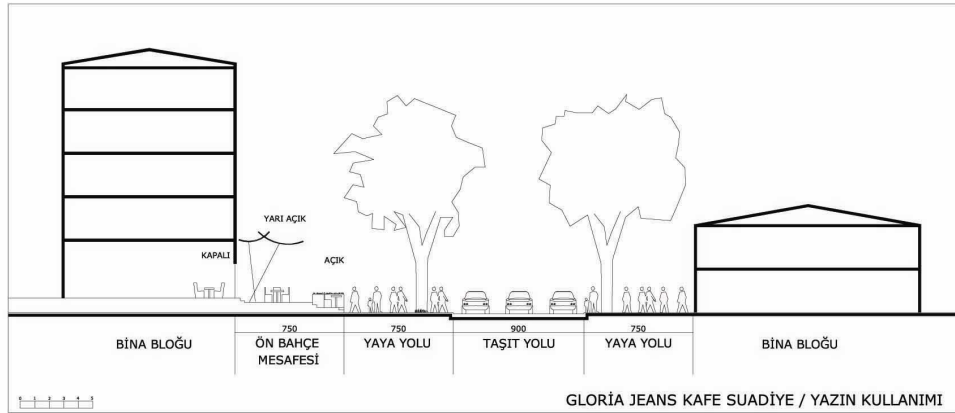 YARI AÇIK
KAPALI
AÇIK
750
750
900
750
BİNA BLOĞU
ÖN BAHÇE
MESAFESİ
YAYA YOLU
TAŞIT YOLU
YAYA YOLU
BİNA BLOĞU
0 1 2 3 4 5
GLORİA JEANS KAFE SUADİYE / YAZIN KULLANIMI